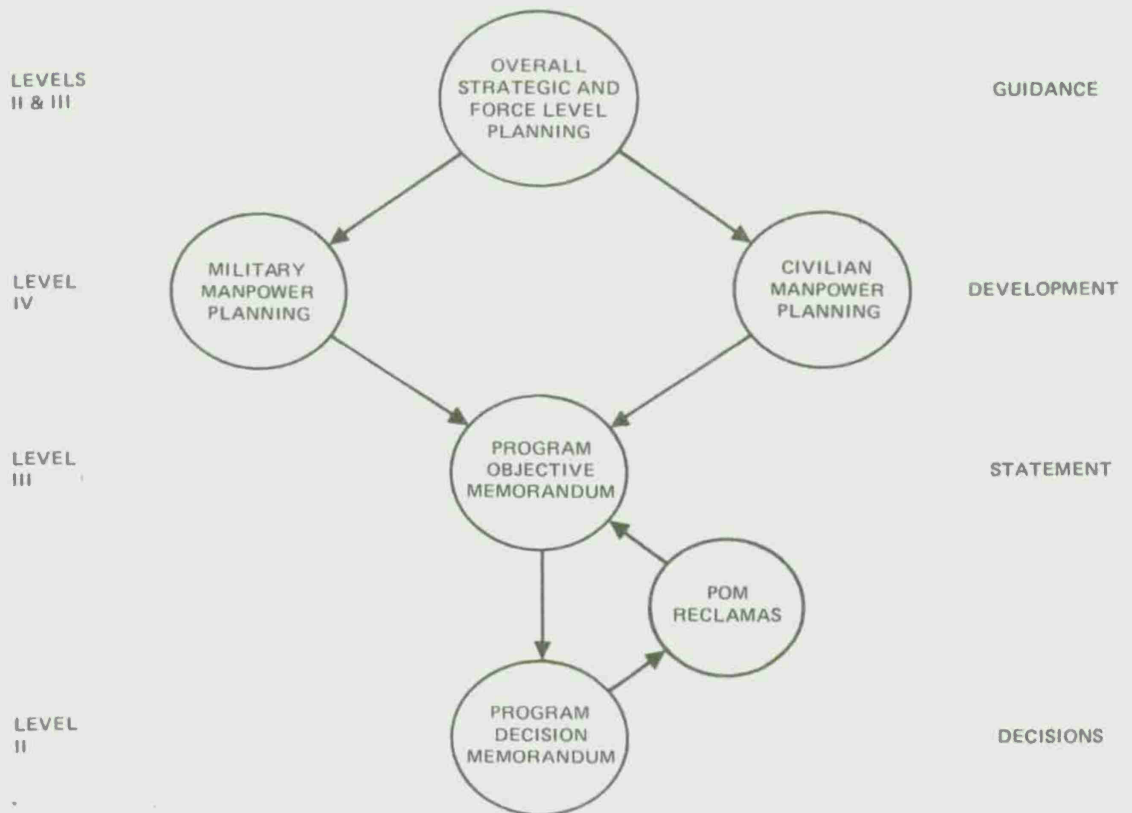 LEVELS
II & III
OVERALL
STRATEGIC AND
FORCE LEVEL
PLANNING
GUIDANCE
LEVEL
IV
MILITARY
MANPOWER
PLANNING
CIVILIAN
MANPOWER
PLANNING
DEVELOPMENT
LEVEL
III
PROGRAM
OBJECTIVE
MEMORANDUM
STATEMENT
POM
RECLAMAS
LEVEL
II
PROGRAM
DECISION
MEMORANDUM
DECISIONS